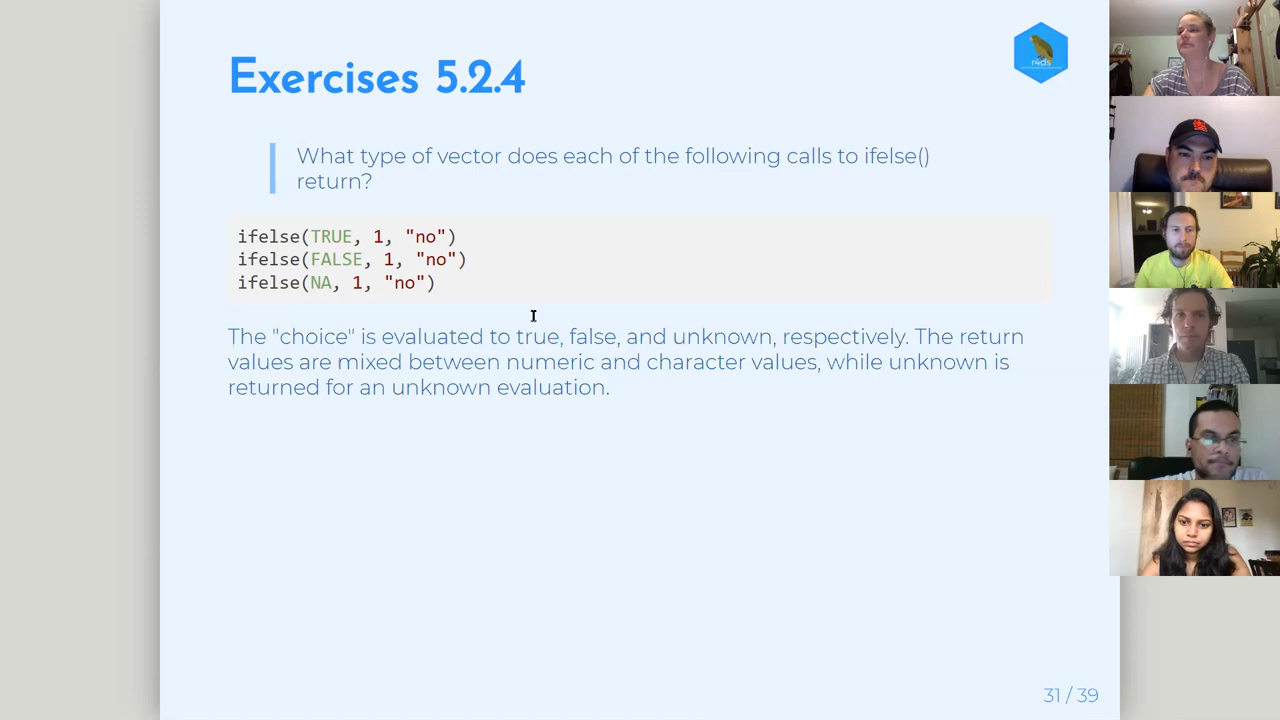 Exercises 5.2.4
r4ds
What type of vector does each of the following calls to ifelse()
return?
ifelse(TRUE, 1, "no")
ifelse(FALSE, 1, "no")
ifelse(NA, 1, "no")
The "choice" is evaluated to true, false, and unknown, respectively. The return
values are mixed between numeric and character values, while unknown is
returned for an unknown evaluation.
31 / 39